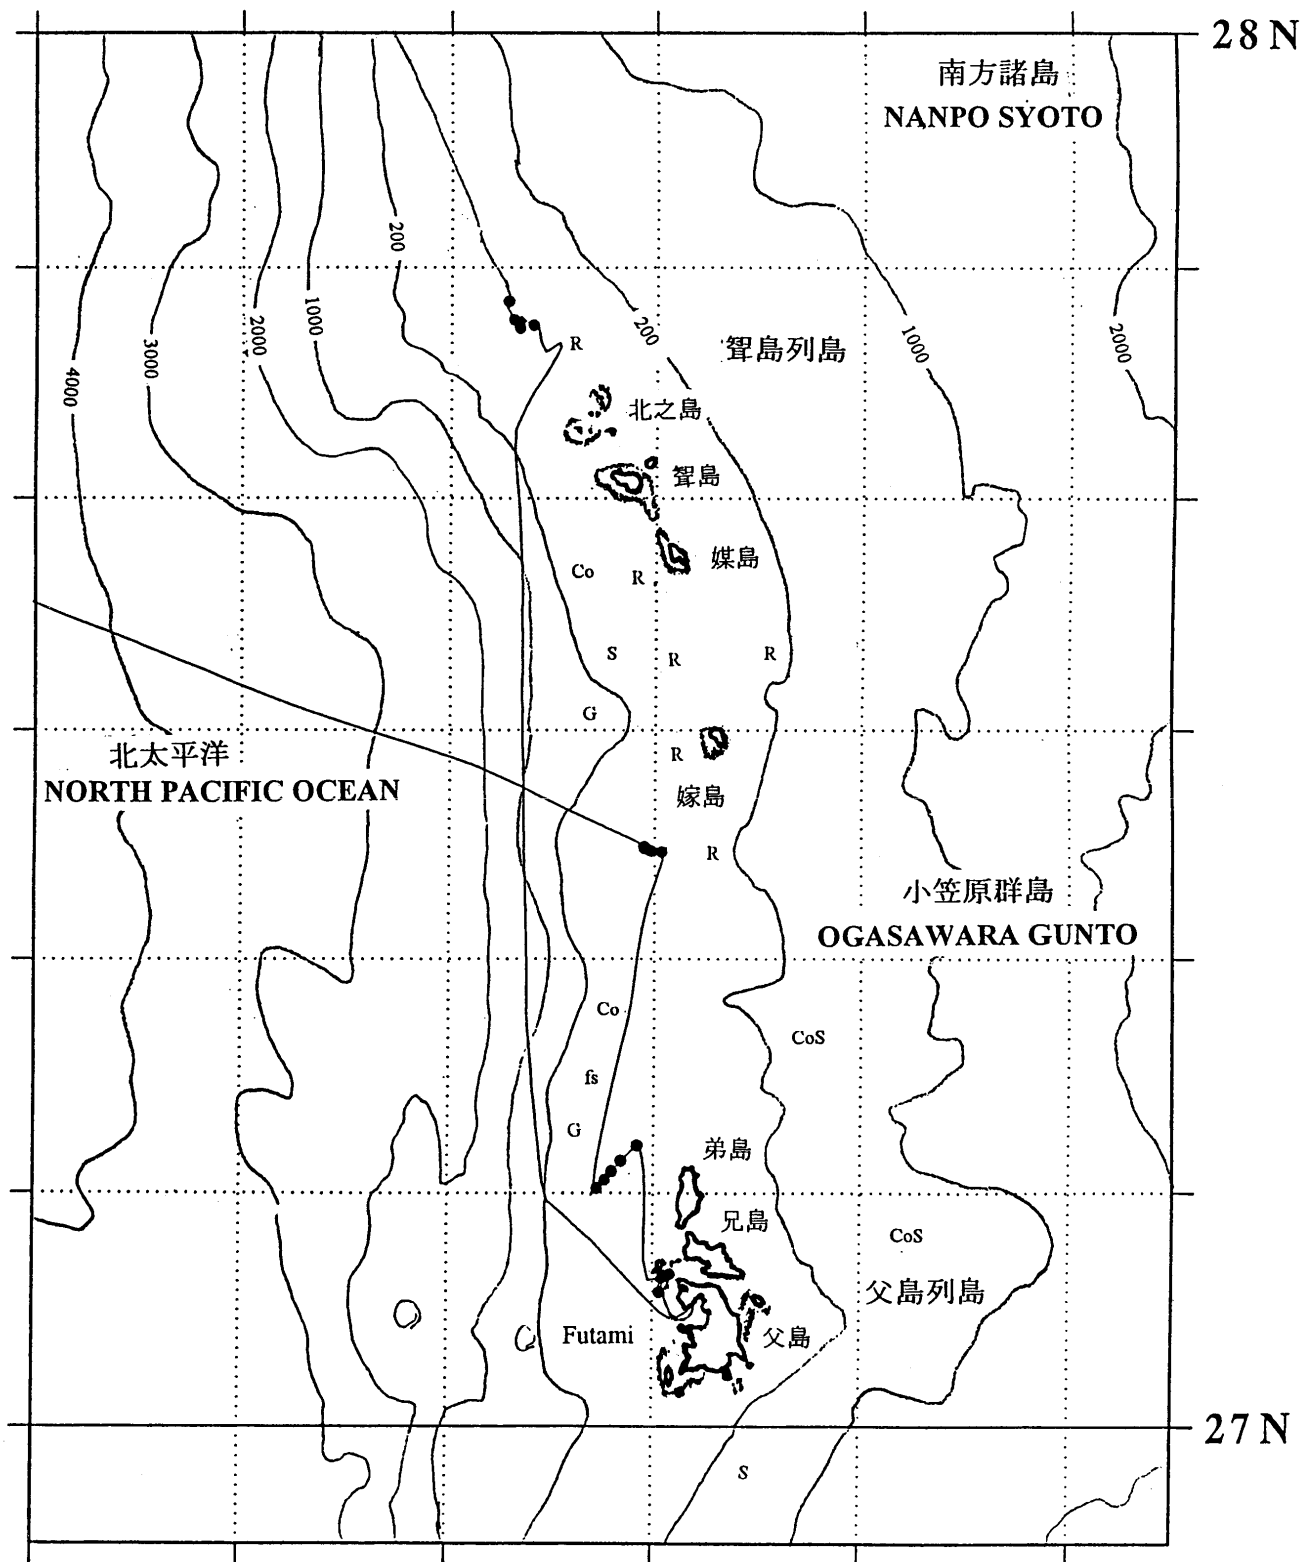 28 N
南方諸島
NANPO SYOTO
200
200
1000
2000
1000
2000
3000
4000
聟島列島
R
北之島
聟島
媒島
Co
R
S
R
R
G
R
北太平洋
NORTH PACIFIC OCEAN
嫁島
R
小笠原群島
OGASAWARA GUNTO
Co
CoS
fs
G
弟島
兄島
CoS
父島列島
Futami
父島
27 N
S